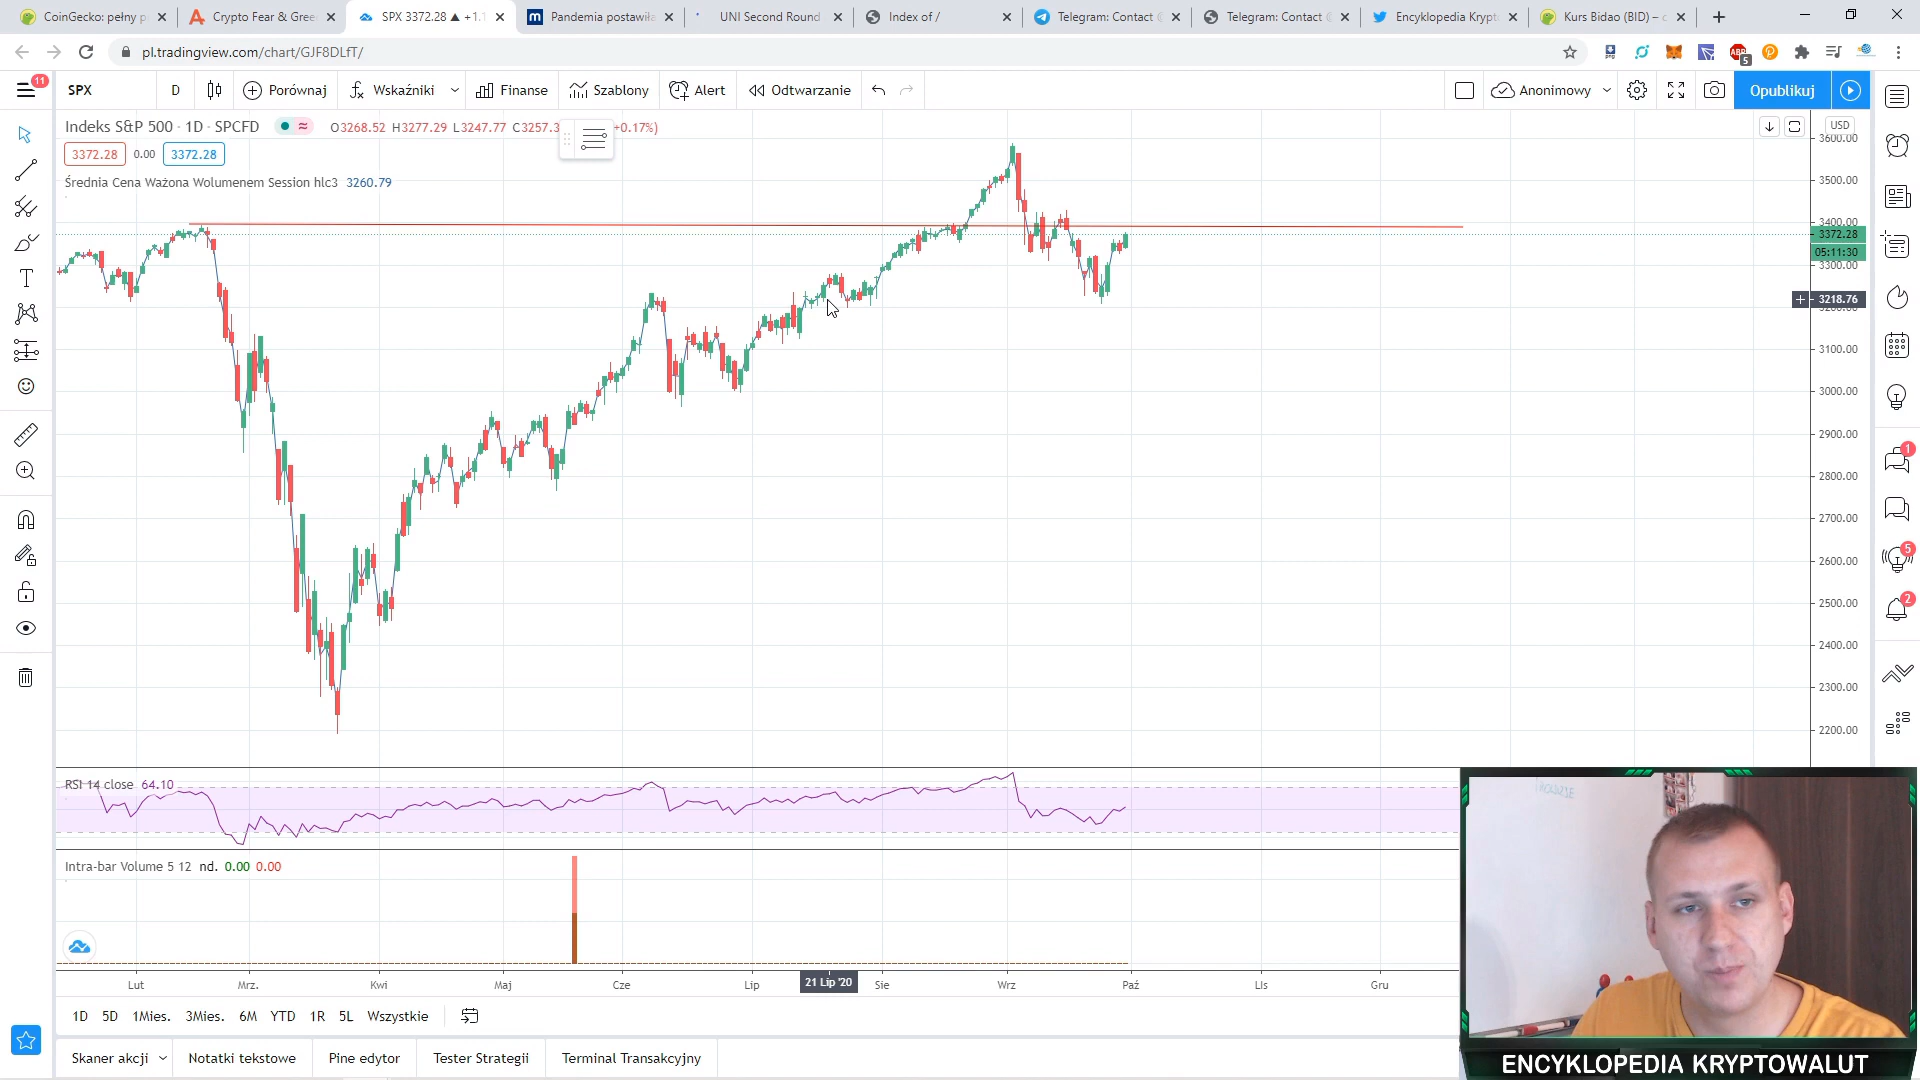 CoinGecko: pełny p
Crypto Fear & Gree
SPX 3372.28 ▲ +1.1
Pandemia postawiła
UNI Second Round
Index of /
Telegram: Contact @
Telegram: Contact @
Encyklopedia Krypt
Kurs Bidao (BID) –
pl.tradingview.com/chart/GJF8DLfT/
5
11
SPX
D
Porównaj
Wskaźniki
Finanse
Szablony
Alert
Odtwarzanie
Anonimowy
Opublikuj
Indeks S&P 500 · 1D · SPCFD
O3268.52 H3277.29 L3247.77 C3257.3
+0.17%)
3372.28
0.00
3372.28
Średnia Cena Ważona Wolumenem Session hlc3 3260.79
USD
3600.00
3500.00
3400.00
3372.28
05:11:30
3300.00
3218.76
3200.00
3100.00
3000.00
2900.00
2800.00
2700.00
2600.00
2500.00
2400.00
2300.00
2200.00
1
5
2
RSI 14 close 64.10
Intra-bar Volume 5 12 nd. 0.00 0.00
Lut
Mrz.
Kwi
Maj
Cze
Lip
21 Lip '20
Sie
Wrz
Paź
Lis
Gru
1D 5D 1Mies. 3Mies. 6M YTD 1R 5L Wszystkie
Skaner akcji
Notatki tekstowe
Pine edytor
Tester Strategii
Terminal Transakcyjny
ENCYKLOPEDIA KRYPTOWALUT